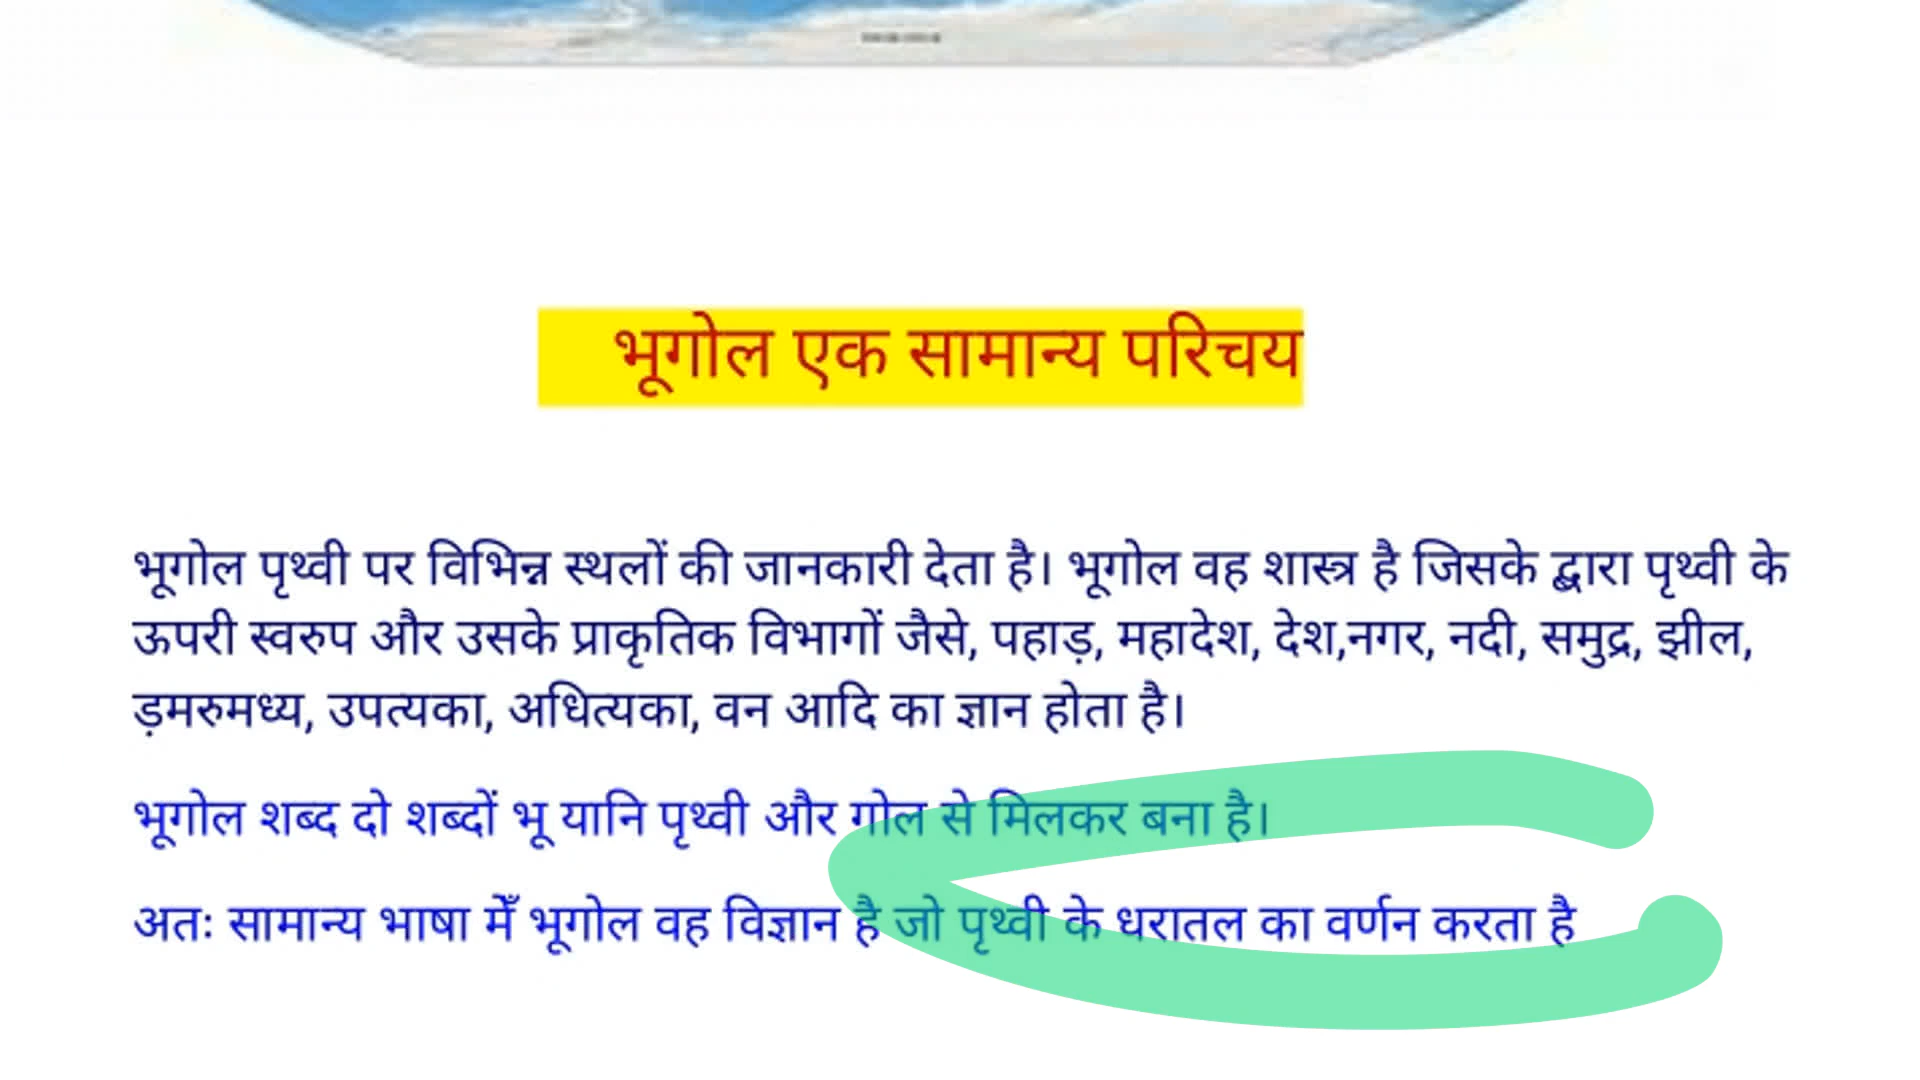 भूगोल एक सामान्य परिचय
भूगोल पृथ्वी पर विभिन्न स्थलों की जानकारी देता है। भूगोल वह शास्त्र है जिसके द्वारा पृथ्वी के
ऊपरी स्वरुप और उसके प्राकृतिक विभागों जैसे, पहाड़, महादेश, देश,नगर, नदी, समुद्र, झील,
ड़मरुमध्य, उपत्यका, अधित्यका, वन आदि का ज्ञान होता है।
भूगोल शब्द दो शब्दों भू यानि पृथ्वी और गोल से मिलकर बना है।
अतः सामान्य भाषा मेँ भूगोल वह विज्ञान है जो पृथ्वी के धरातल का वर्णन करता है